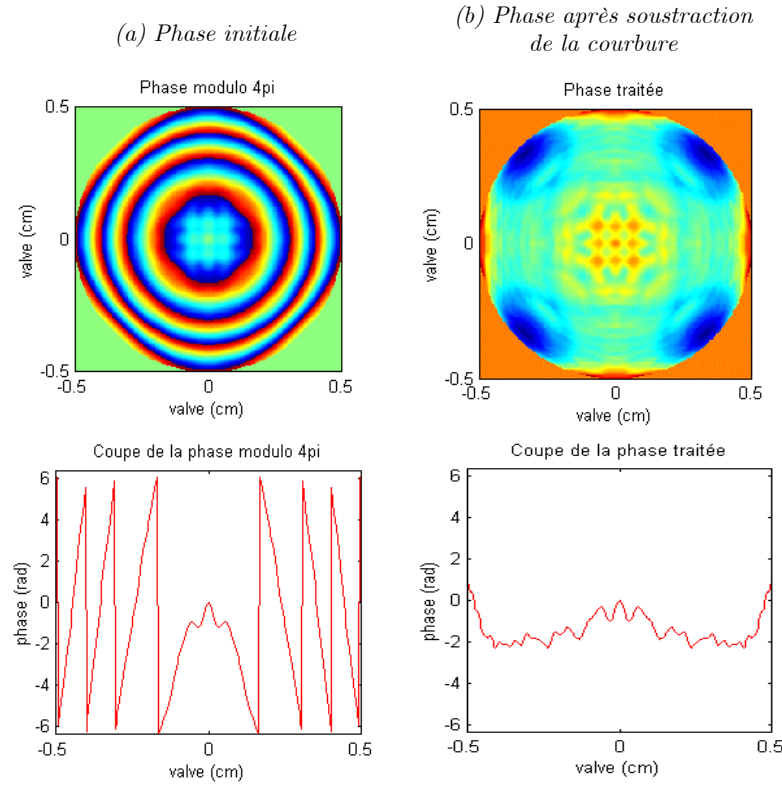 (a) Phase initiale
(b) Phase après soustraction
de la courbure
Phase modulo 4pi
0.5
0
-0.5
-0.5
0
0.5
valve (cm)
valve (cm)
Phase traitée
0.5
0
-0.5
-0.5
0
0.5
valve (cm)
valve (cm)
Coupe de la phase modulo 4pi
6
4
2
0
-2
-4
-6
-0.5
0
0.5
phase (rad)
valve (cm)
Coupe de la phase traitée
6
4
2
0
-2
-4
-6
-0.5
0
0.5
phase (rad)
valve (cm)